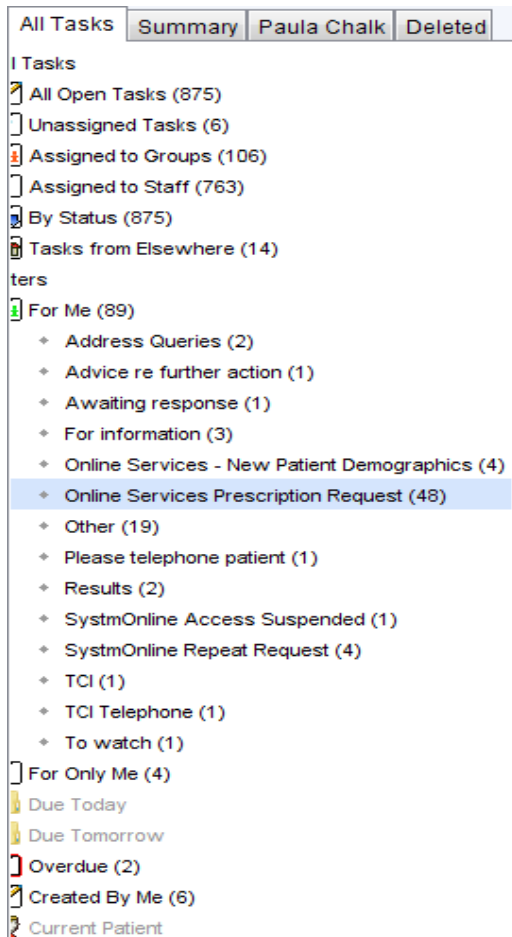 All Tasks Summary Paula Chalk Deleted
l Tasks
All Open Tasks (875)
Unassigned Tasks (6)
Assigned to Groups (106)
Assigned to Staff (763)
By Status (875)
Tasks from Elsewhere (14)
ters
For Me (89)
Address Queries (2)
Advice re further action (1)
Awaiting response (1)
For information (3)
Online Services - New Patient Demographics (4)
Online Services Prescription Request (48)
Other (19)
Please telephone patient (1)
Results (2)
SystmOnline Access Suspended (1)
SystmOnline Repeat Request (4)
TCI (1)
TCI Telephone (1)
To watch (1)
For Only Me (4)
Due Today
Due Tomorrow
Overdue (2)
Created By Me (6)
Current Patient